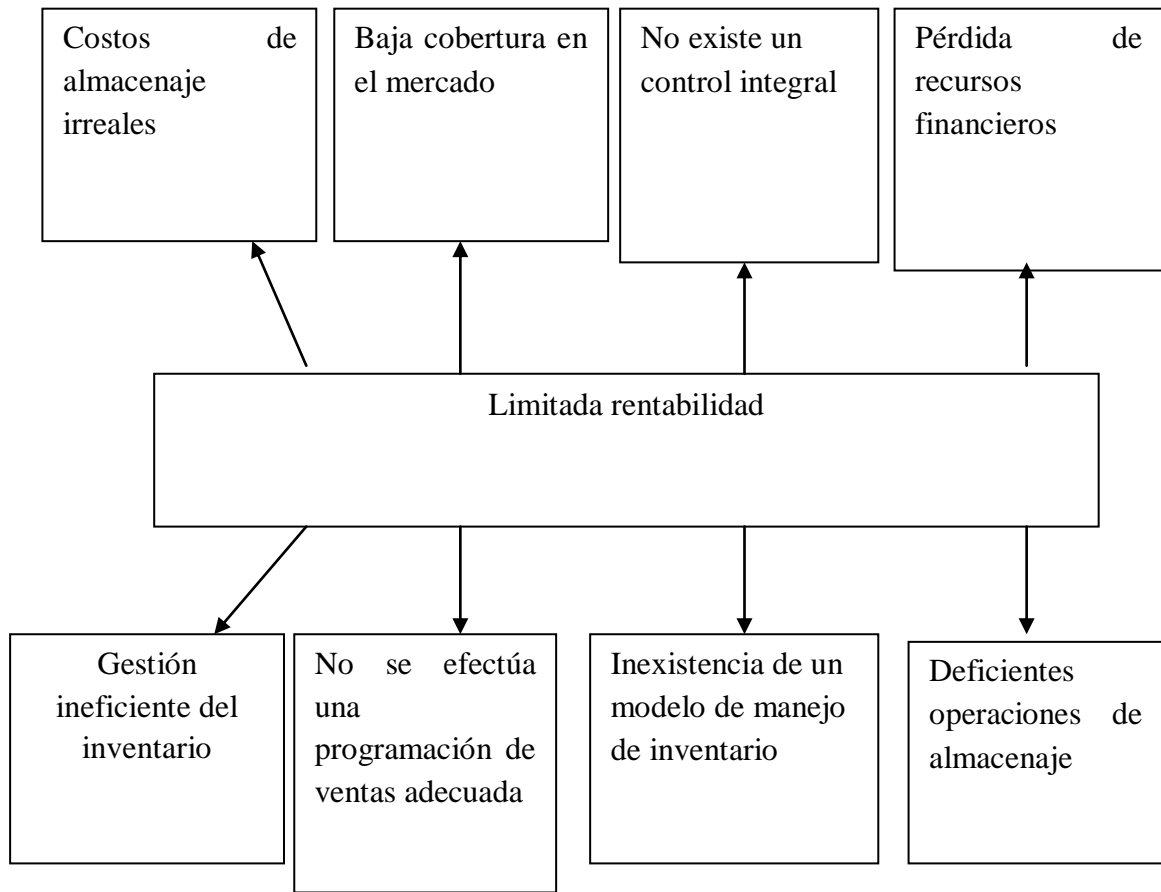 Costos de
almacenaje
irreales
Baja cobertura en
el mercado
No existe un
control integral
Pérdida de
recursos
financieros
Limitada rentabilidad
Gestión
ineficiente del
inventario
No se efectúa
una
programación de
ventas adecuada
Inexistencia de un
modelo de manejo
de inventario
Deficientes
operaciones de
almacenaje